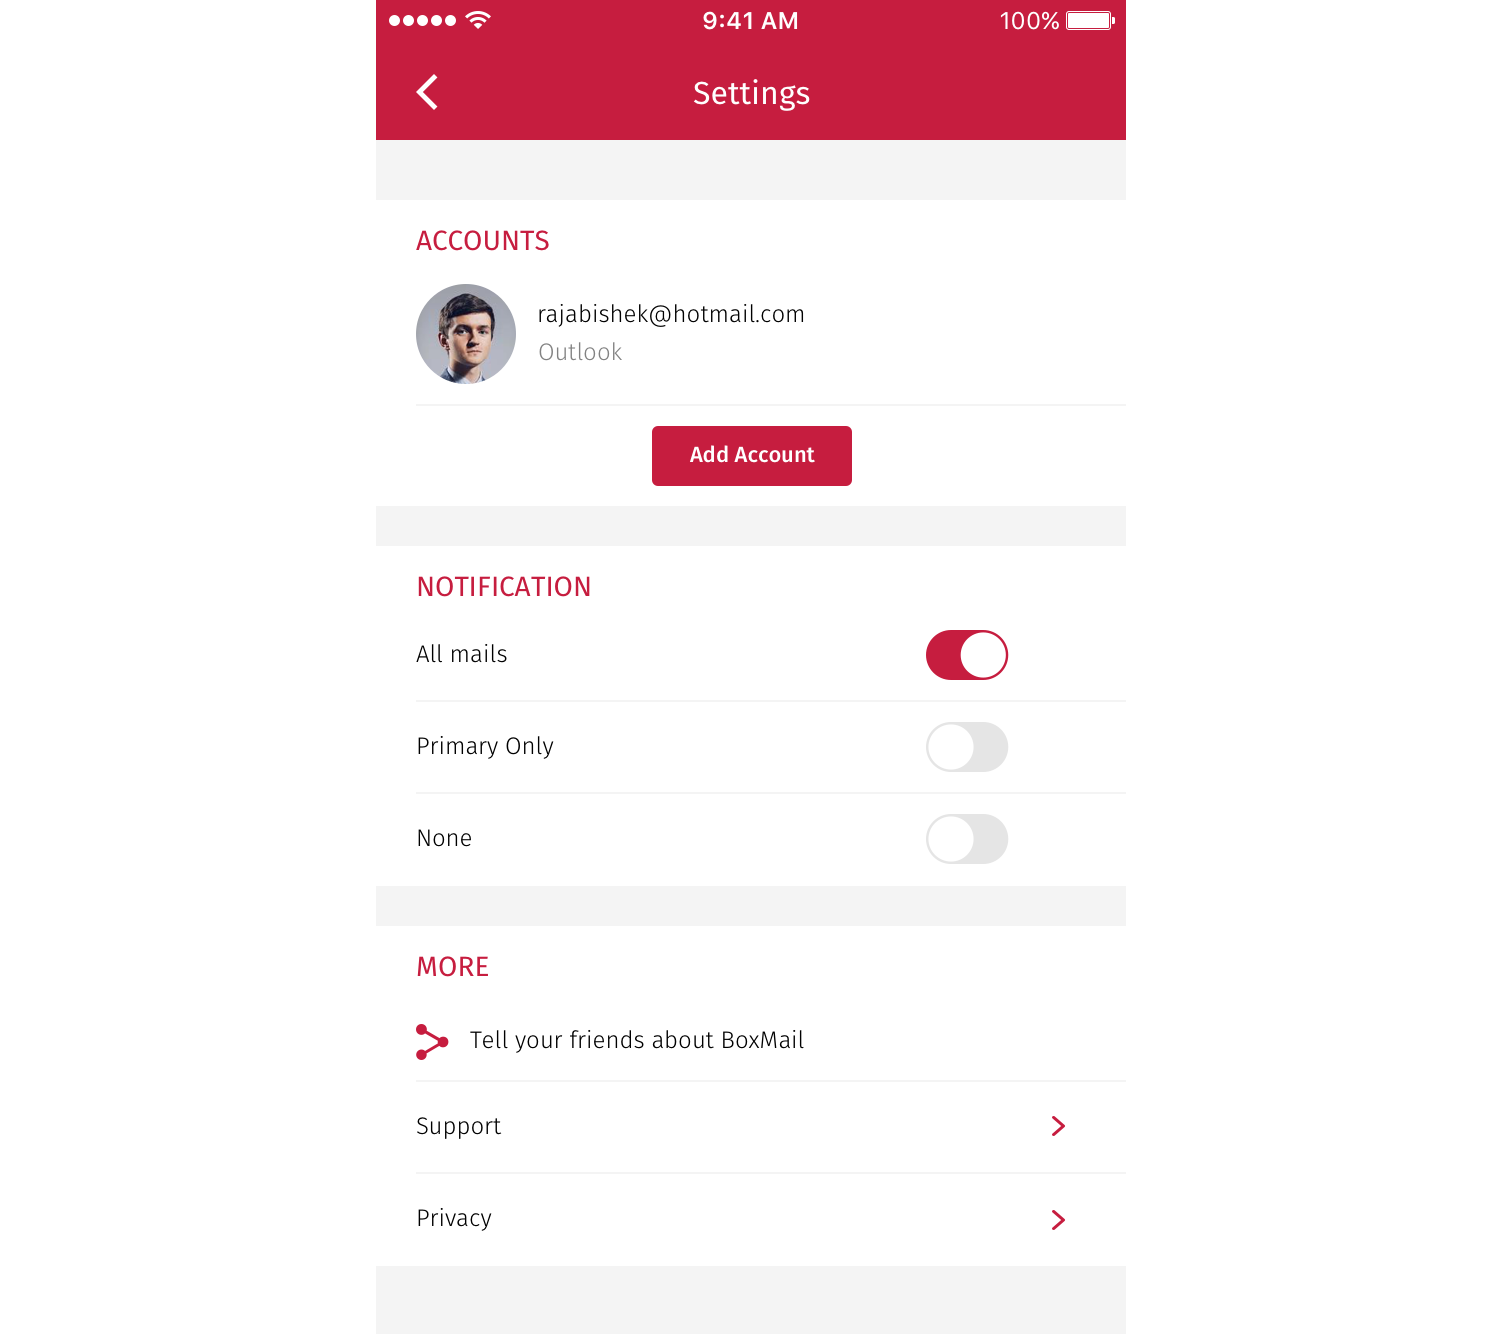 9:41 AM 100%
Settings
ACCOUNTS
rajabishek@hotmail.com
Outlook
Add Account
NOTIFICATION
All mails
Primary Only
None
MORE
Tell your friends about BoxMail
Support
Privacy